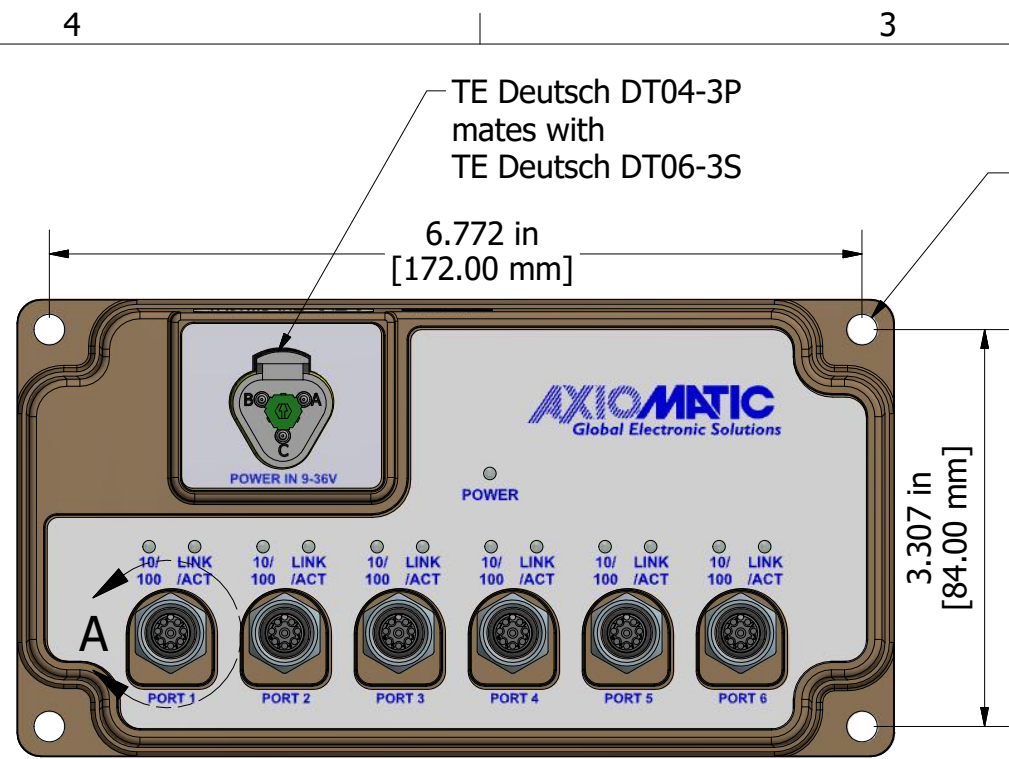 4
3
TE Deutsch DT04-3P
mates with
TE Deutsch DT06-3S
6.772 in
[172.00 mm]
B A
C
POWER IN 9-36V
AXIOMATIC
Global Electronic Solutions
POWER
3.307 in
[84.00 mm]
10/ LINK 10/ LINK 10/ LINK 10/ LINK 10/ LINK 10/ LINK
100 /ACT 100 /ACT 100 /ACT 100 /ACT 100 /ACT 100 /ACT
A
PORT 1 PORT 2 PORT 3 PORT 4 PORT 5 PORT 6